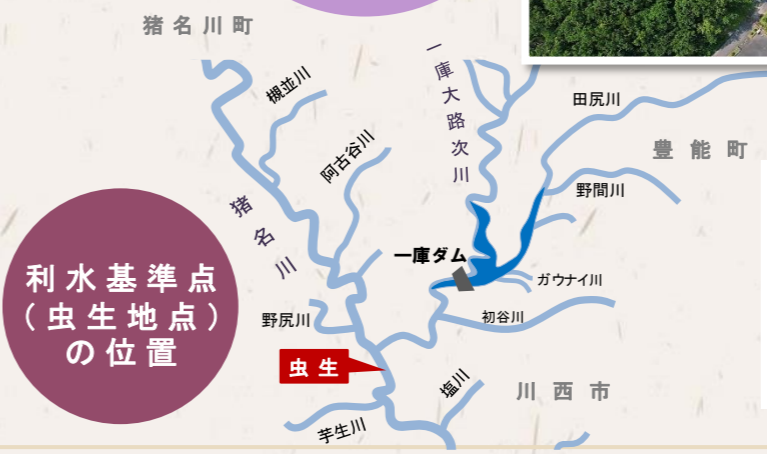 猪名川町
槻並川
阿古谷川
一庫大路次川
田尻川
豊能町
野間川
猪名川
一庫ダム
ガウナイ川
初谷川
利水基準点
(虫生地点)
の位置
野尻川
虫生
塩川
川西市
芋生川